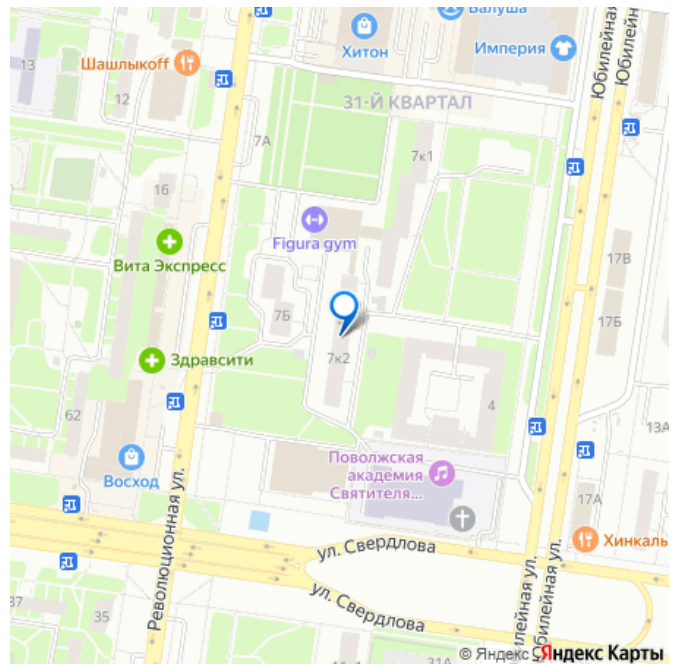 Балуша
Хитон
Империя
Юбилейная
Юбилейн
13
Шашлыкоff
12
31-Й КВАРТАЛ
7А
7к1
16
Figura gym
Вита Экспресс
17В
7Б
17Б
Здравсити
7к2
62
4
13А
Восход
Поволжская
академия
Святителя...
17А
Революционная ул.
ул. Свердлова
Хинкаль
37
35
ул. Свердлова
31А
Юбилейная ул.
Юбилейная ул.
© Яндекс Яндекс Карты